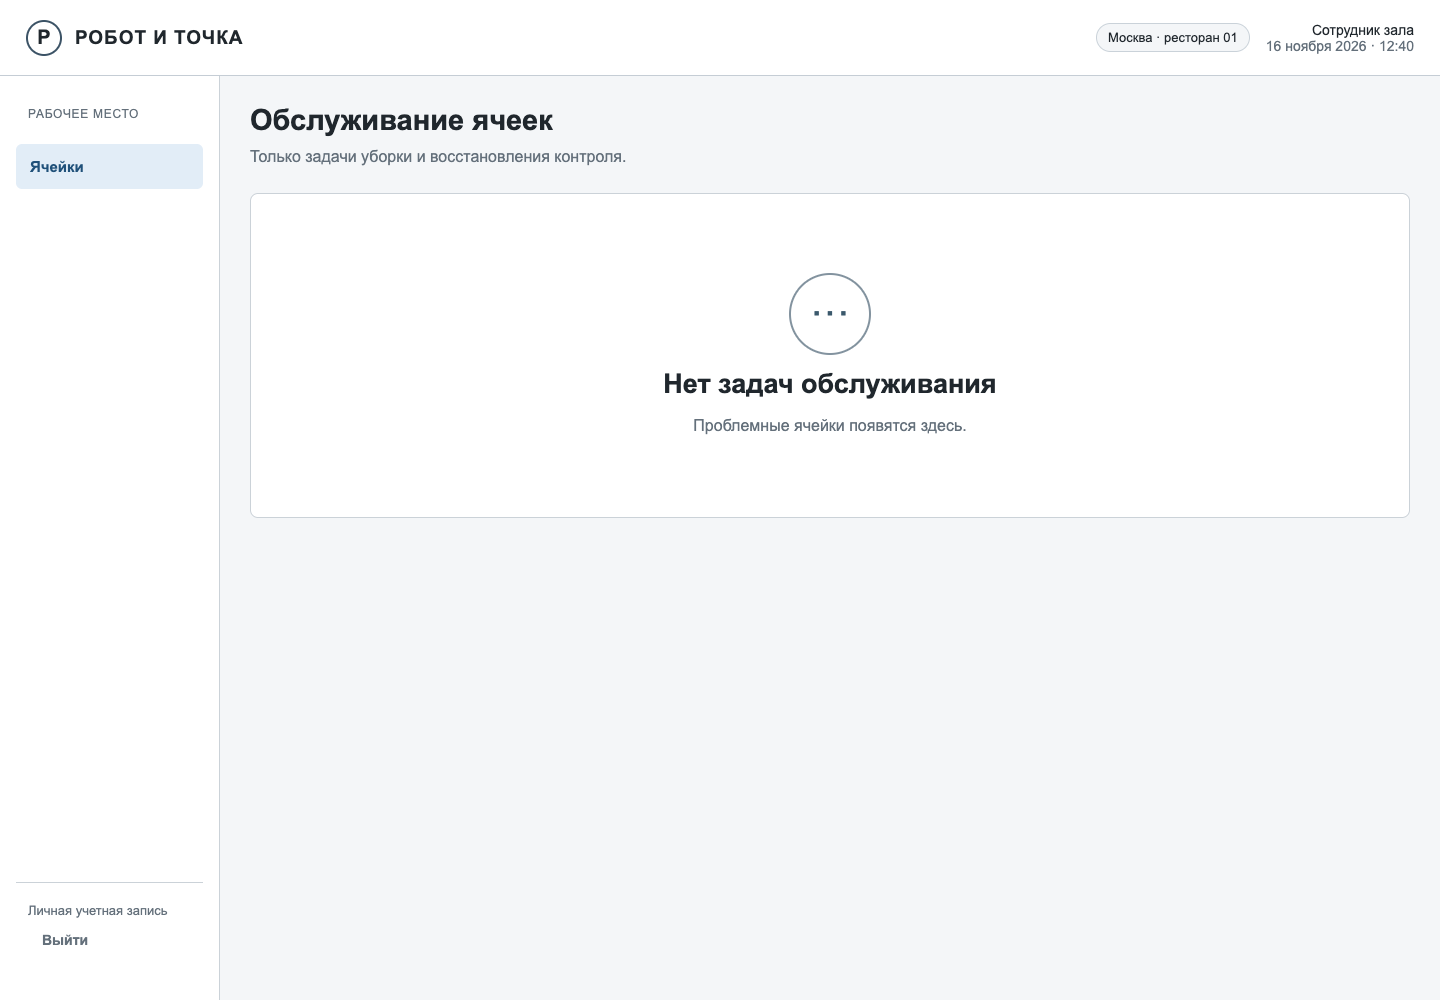 Р РОБОТ И ТОЧКА
Москва · ресторан 01
Сотрудник зала
16 ноября 2026 · 12:40
РАБОЧЕЕ МЕСТО
Ячейки
Обслуживание ячеек
Только задачи уборки и восстановления контроля.
...
Нет задач обслуживания
Проблемные ячейки появятся здесь.
Личная учетная запись
Выйти